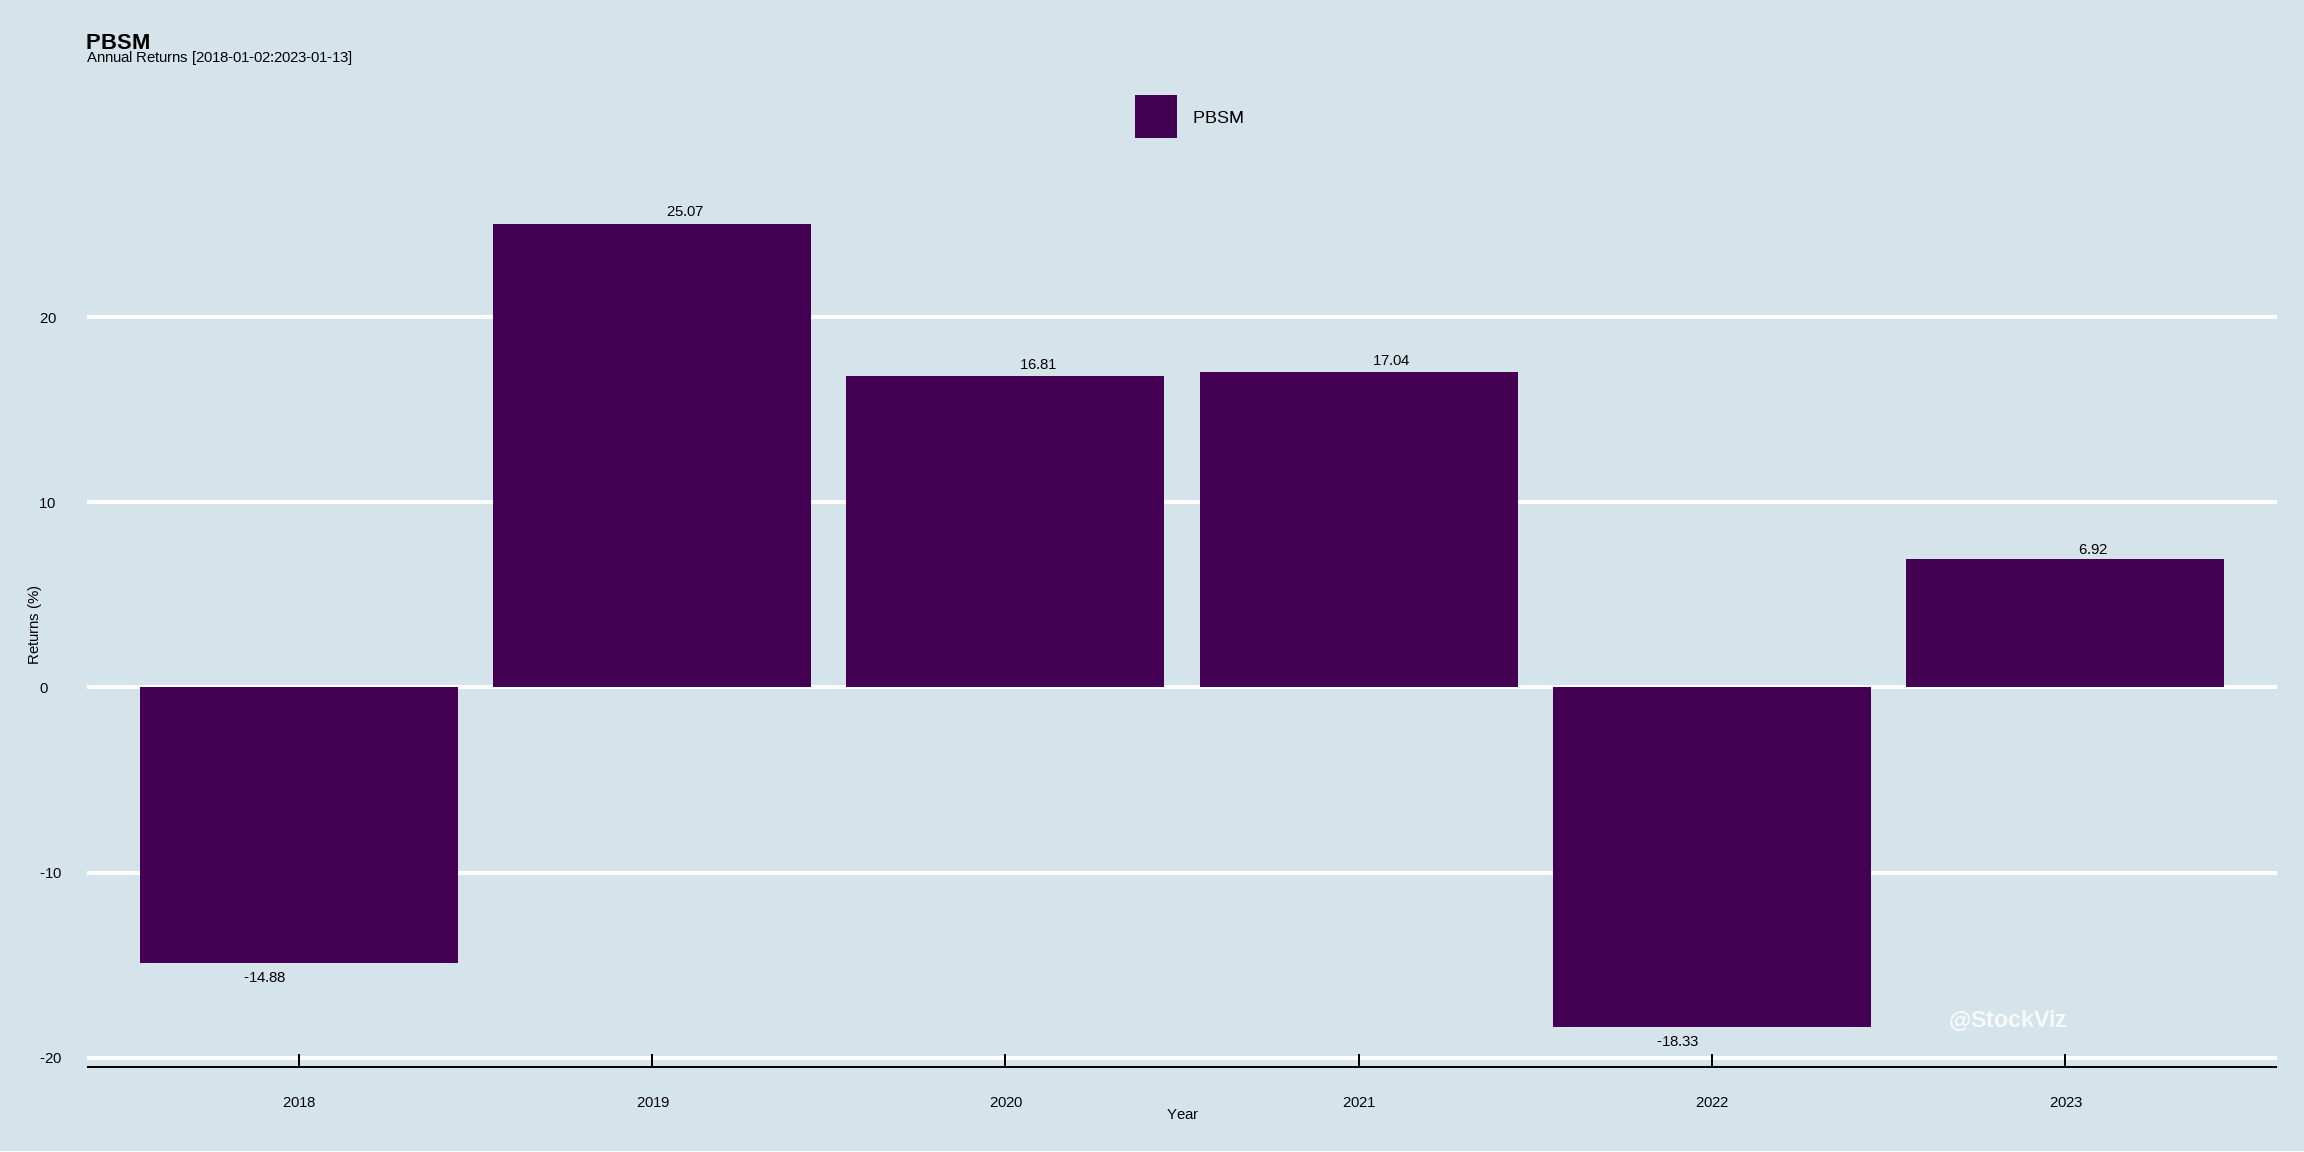 PBSM
Annual Returns [2018-01-02:2023-01-13]
PBSM
25.07
16.81
17.04
6.92
-14.88
-18.33
20
10
0
-10
-20
Returns (%)
@StockViz
2018 2019 2020 2021 2022 2023
Year